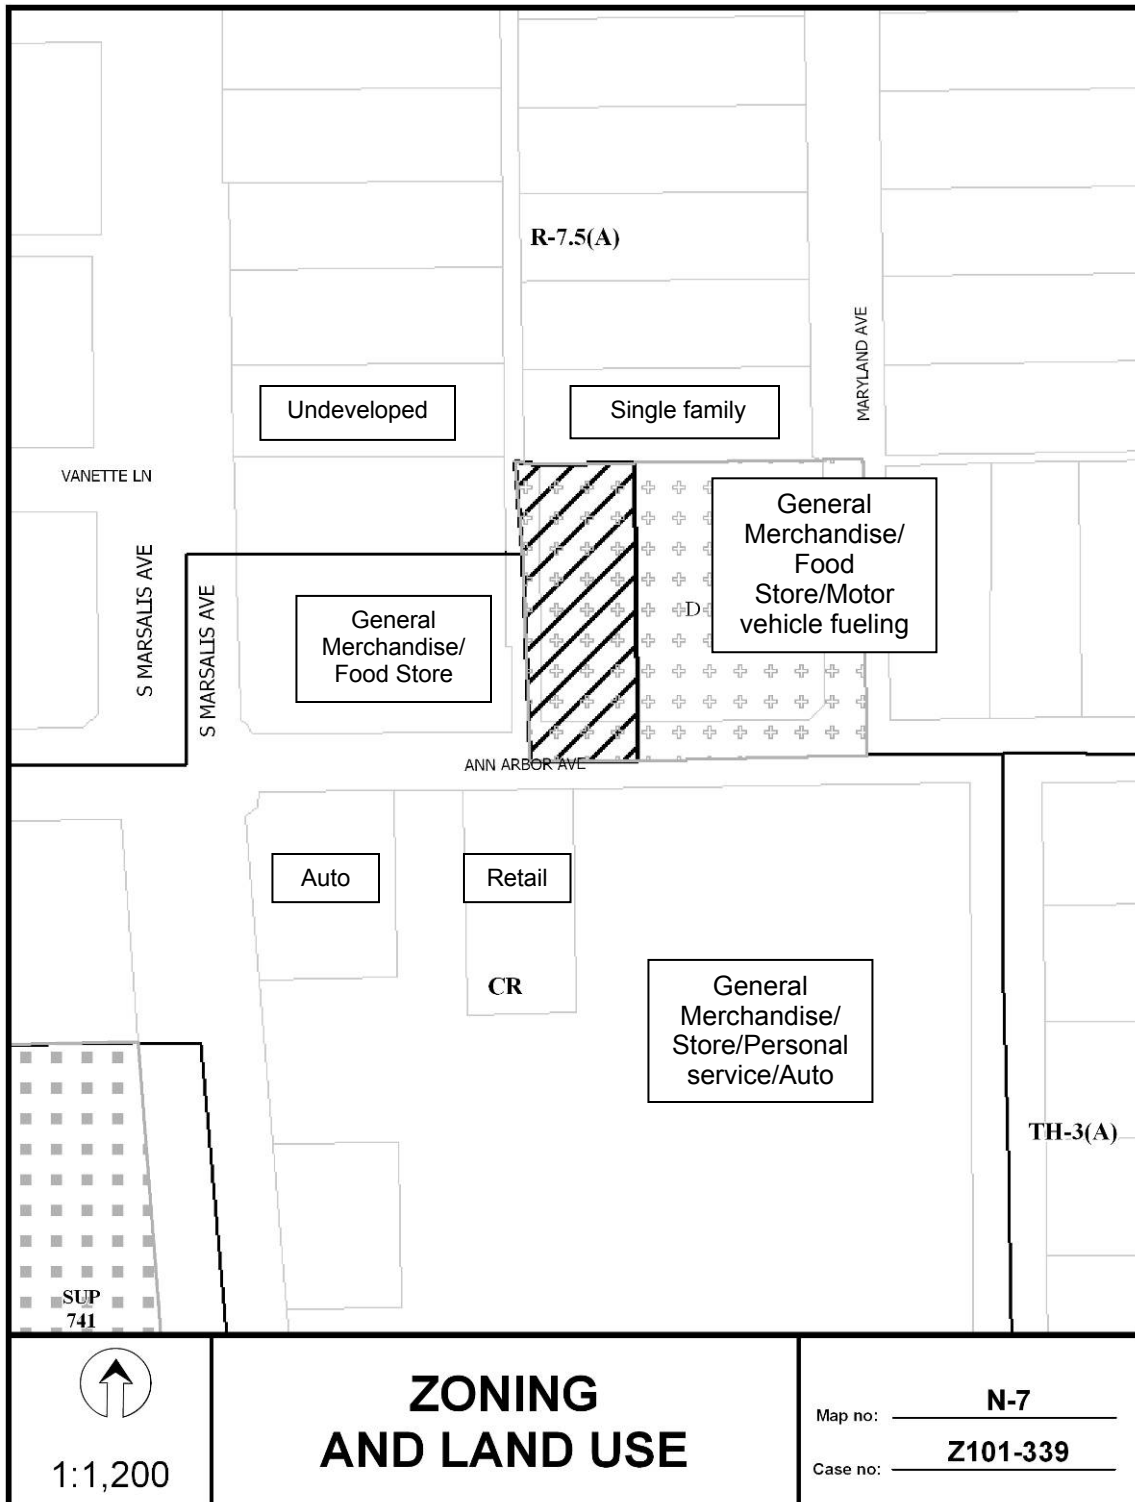 R-7.5(A)
MARYLAND AVE
Undeveloped
Single family
VANETTE LN
General
Merchandise/
Food
Store/Motor
vehicle fueling
D
S MARSALIS AVE
S MARSALIS AVE
General
Merchandise/
Food Store
ANN ARBOR AVE
Auto
Retail
CR
General
Merchandise/
Store/Personal
service/Auto
TH-3(A)
SUP
741
1:1,200
ZONING
AND LAND USE
Map no: N-7
Case no: Z101-339